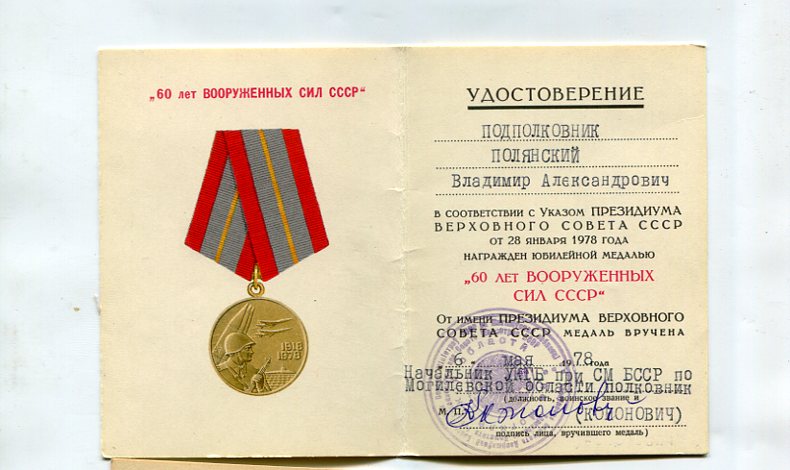 „60 лет ВООРУЖЕННЫХ СИЛ СССР“
1918
1978
УДОСТОВЕРЕНИЕ
ПОДПОЛКОВНИК
ПОЛЯНСКИЙ
Владимир Александрович
В СООТВЕТСТВИИ С УКАЗОМ ПРЕЗИДИУМА
ВЕРХОВНОГО СОВЕТА СССР
ОТ 28 ЯНВАРЯ 1978 ГОДА
НАГРАЖДЕН ЮБИЛЕЙНОЙ МЕДАЛЬЮ
„60 ЛЕТ ВООРУЖЕННЫХ
СИЛ СССР“
ОТ ИМЕНИ ПРЕЗИДИУМА ВЕРХОВНОГО
СОВЕТА СССР МЕДАЛЬ ВРУЧЕНА
6 мая 1978 года
Начальник УКГБ при СМ БССР по
Могилевской области полковник
(должность, воинское звание и
М. П. (КОНОНОВИЧ)
подпись лица, вручившего медаль)